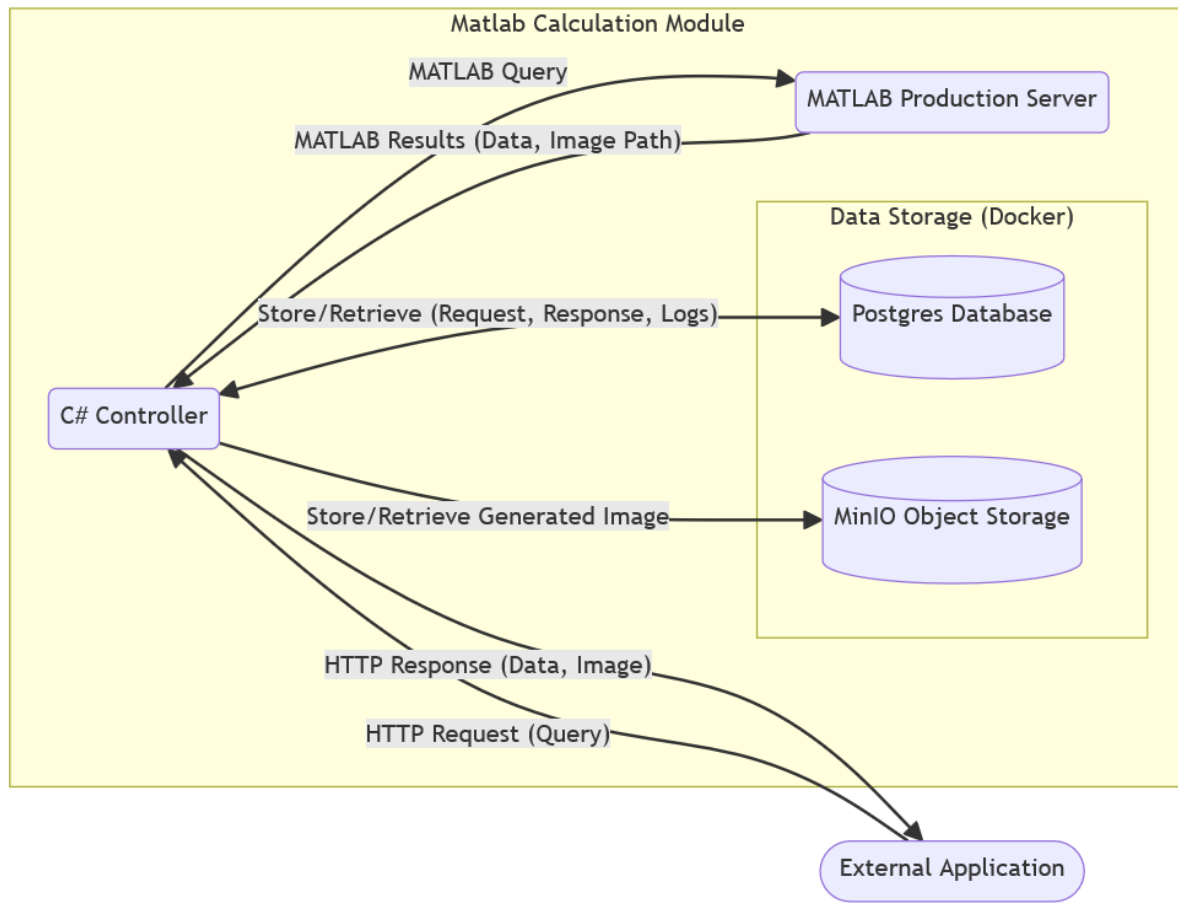 Matlab Calculation Module
MATLAB Query
MATLAB Production Server
MATLAB Results (Data, Image Path)
Data Storage (Docker)
Store/Retrieve (Request, Response, Logs)
Postgres Database
C# Controller
Store/Retrieve Generated Image
MinIO Object Storage
HTTP Response (Data, Image)
HTTP Request (Query)
External Application